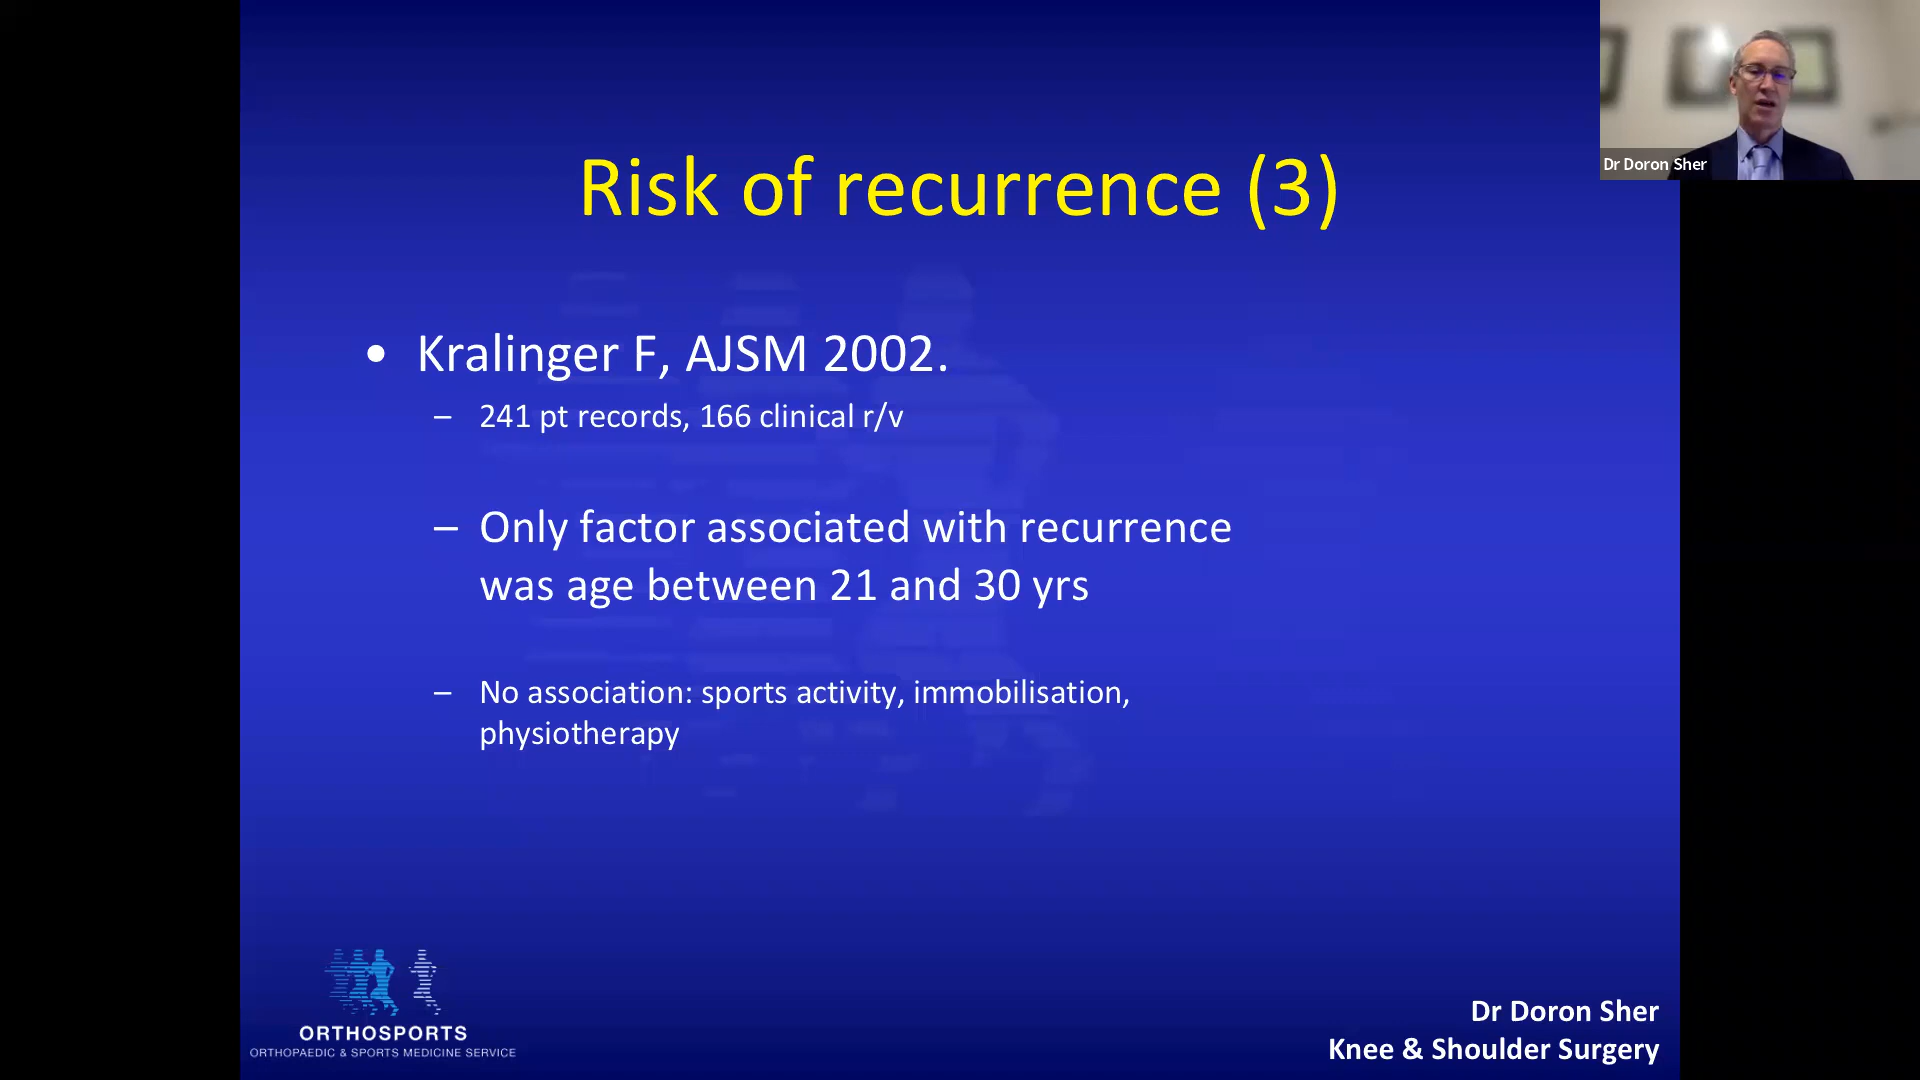 Risk of recurrence (3)
Dr Doron Sher
• Kralinger F, AJSM 2002.
– 241 pt records, 166 clinical r/v
– Only factor associated with recurrence
was age between 21 and 30 yrs
– No association: sports activity, immobilisation,
physiotherapy
ORTHOSPORTS
ORTHOPAEDIC & SPORTS MEDICINE SERVICE
Dr Doron Sher
Knee & Shoulder Surgery